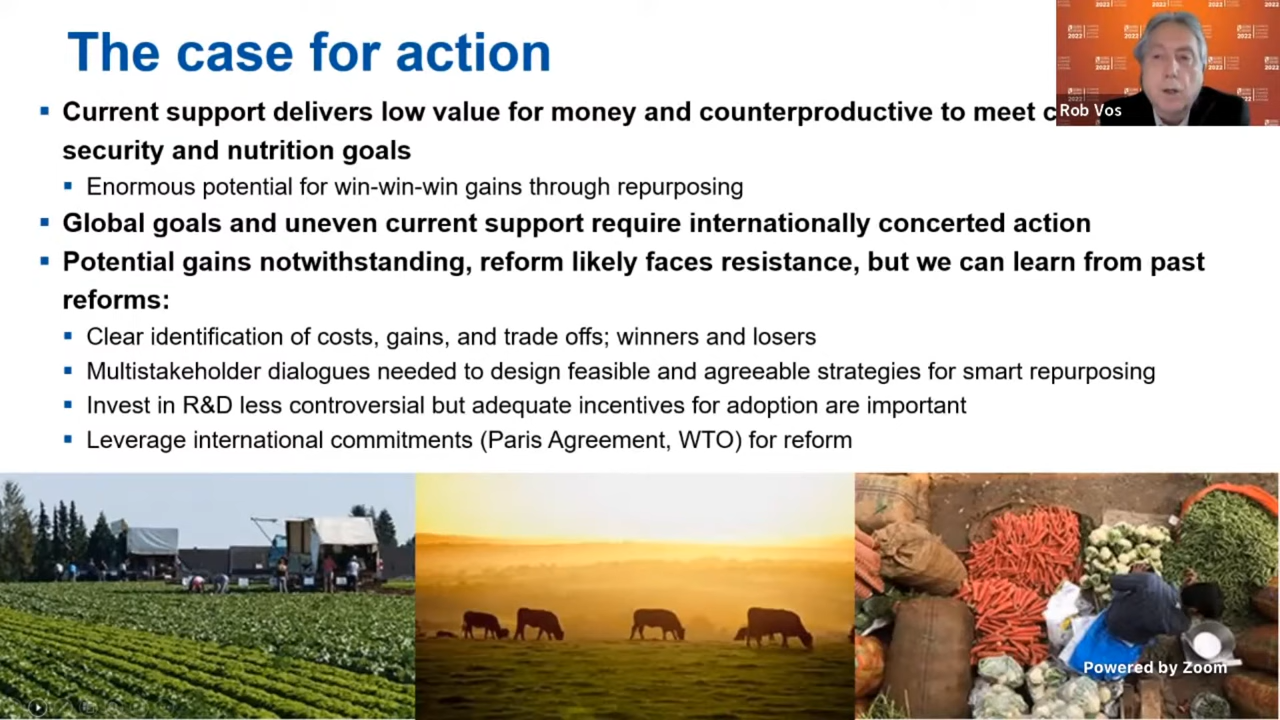 The case for action
Current support delivers low value for money and counterproductive to meet
security and nutrition goals
Enormous potential for win-win-win gains through repurposing
Global goals and uneven current support require internationally concerted action
Potential gains notwithstanding, reform likely faces resistance, but we can learn from past
reforms:
Clear identification of costs, gains, and trade offs; winners and losers
Multistakeholder dialogues needed to design feasible and agreeable strategies for smart repurposing
Invest in R&D less controversial but adequate incentives for adoption are important
Leverage international commitments (Paris Agreement, WTO) for reform
2022
2022
2022
Rob Vos
Powered by Zoom